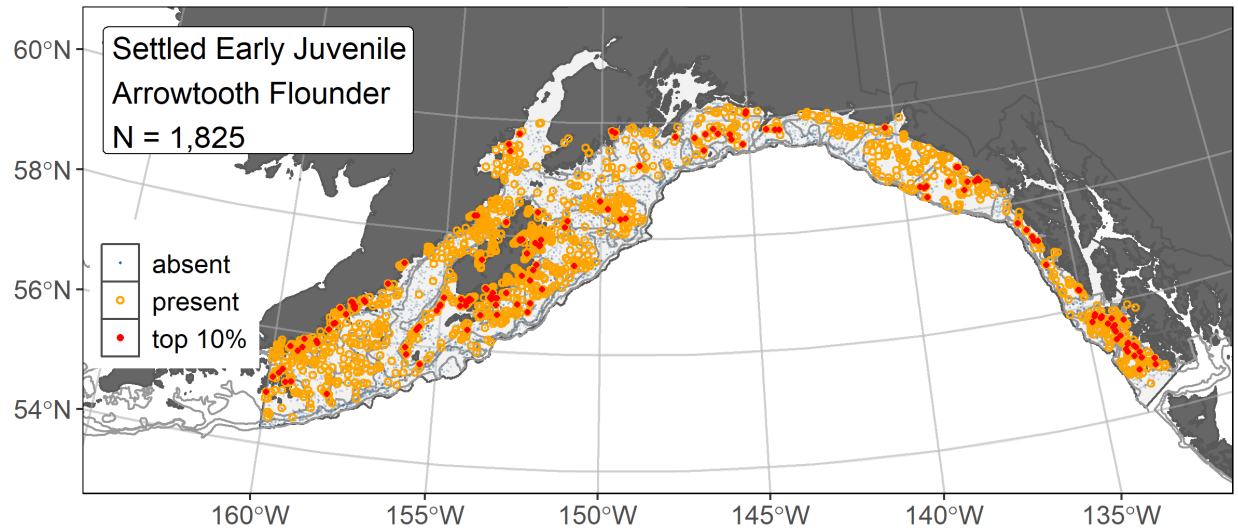 Settled Early Juvenile
Arrowtooth Flounder
N = 1,825
60°N
58°N
56°N
54°N
absent
present
top 10%
160°W
155°W
150°W
145°W
140°W
135°W